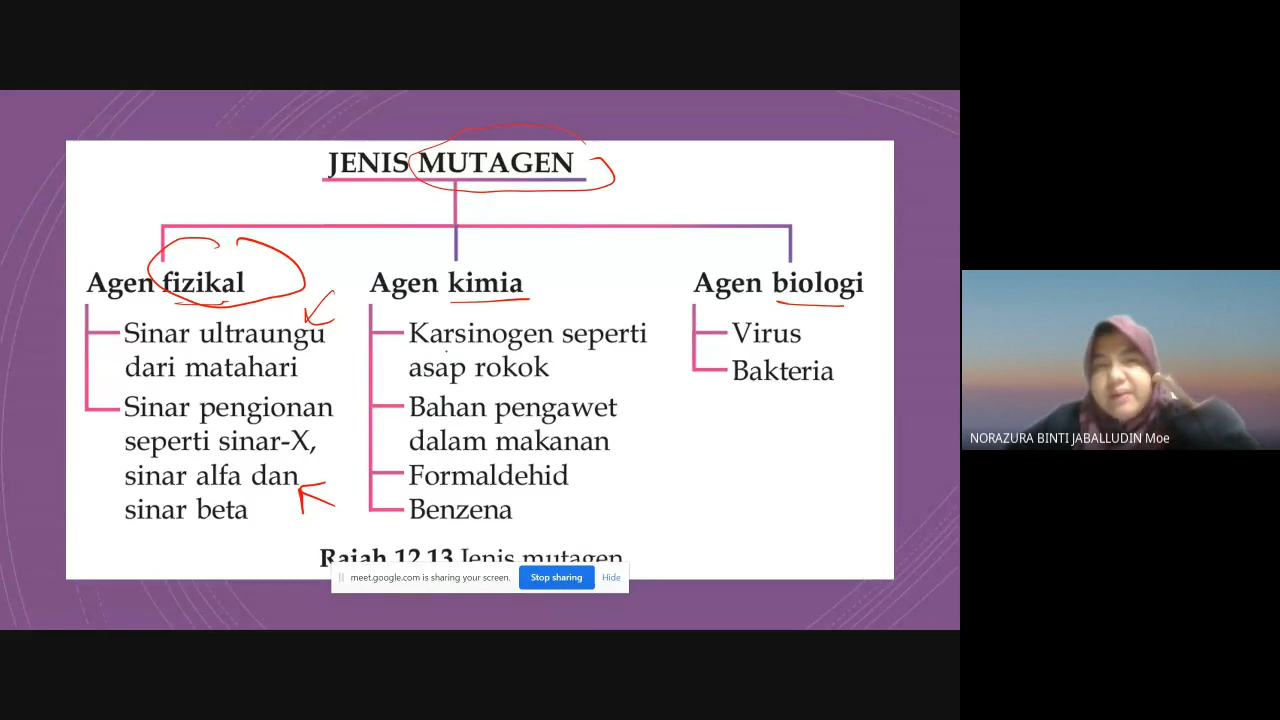 JENIS MUTAGEN
Agen fizikal
Sinar ultraungu
dari matahari
Sinar pengionan
seperti sinar-X,
sinar alfa dan
sinar beta
Agen kimia
Karsinogen seperti
asap rokok
Bahan pengawet
dalam makanan
Formaldehid
Benzena
Agen biologi
Virus
Bakteria
Rajah 12.13 Jenis mutagen
meet.google.com is sharing your screen.
Stop sharing
Hide
NORAZURA BINTI JABALLUDIN Moe